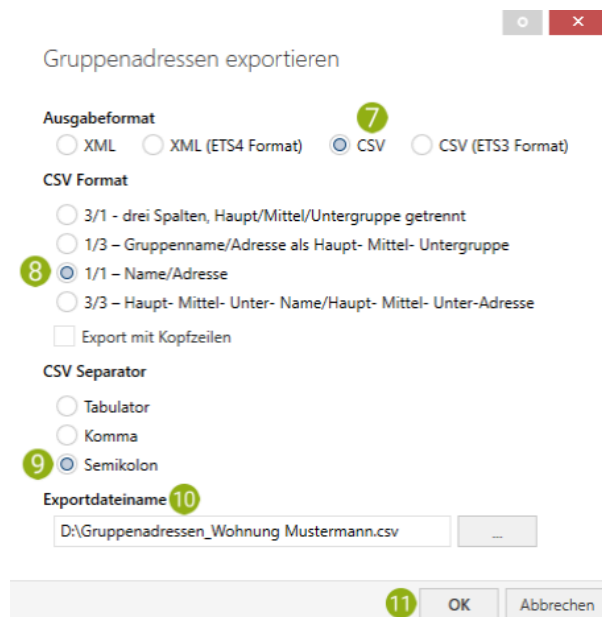 Gruppenadressen exportieren
Ausgabeformat 7
XML XML (ETS4 Format) CSV CSV (ETS3 Format)
CSV Format
3/1 - drei Spalten, Haupt/Mittel/Untergruppe getrennt
1/3 – Gruppenname/Adresse als Haupt- Mittel- Untergruppe
8 1/1 – Name/Adresse
3/3 – Haupt- Mittel- Unter- Name/Haupt- Mittel- Unter-Adresse
Export mit Kopfzeilen
CSV Separator
Tabulator
Komma
9 Semikolon
Exportdateiname 10
D:\Gruppenadressen_Wohnung Mustermann.csv ...
11 OK Abbrechen